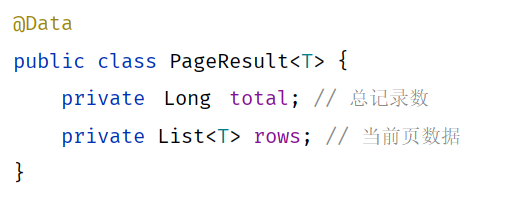 @Data
public class PageResult<T> {
    private Long total; // 总记录数
    private List<T> rows; // 当前页数据
}